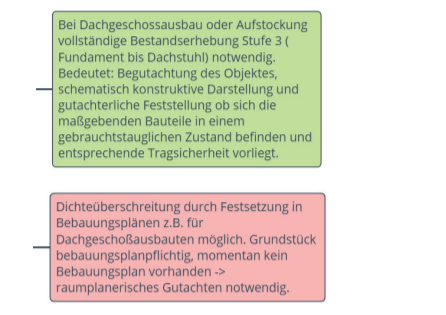 Bei Dachgeschossausbau oder Aufstockung
vollständige Bestandserhebung Stufe 3 (
Fundament bis Dachstuhl) notwendig.
Bedeutet: Begutachtung des Objektes,
schematisch konstruktive Darstellung und
gutachterliche Feststellung ob sich die
maßgebenden Bauteile in einem
gebrauchtstauglichen Zustand befinden und
entsprechende Tragsicherheit vorliegt.
Dichteüberschreitung durch Festsetzung in
Bebauungsplänen z.B. für
Dachgeschoßausbauten möglich. Grundstück
bebauungsplanpflichtig, momentan kein
Bebauungsplan vorhanden ->
raumplanerisches Gutachten notwendig.